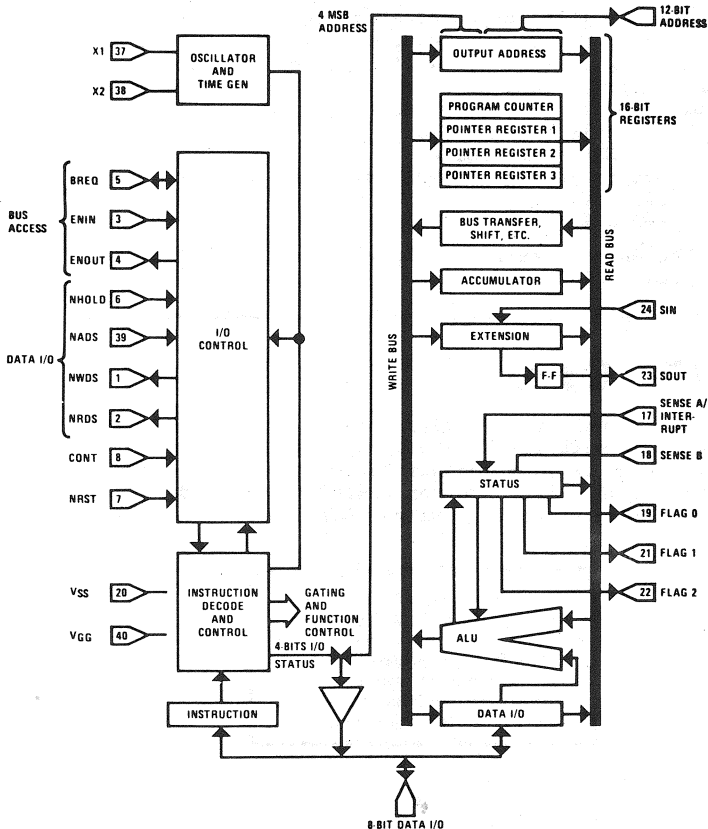 4 MSB
ADDRESS
12-BIT
ADDRESS
X1 37
X2 38
OSCILLATOR
AND
TIME GEN
OUTPUT ADDRESS
PROGRAM COUNTER
POINTER REGISTER 1
POINTER REGISTER 2
POINTER REGISTER 3
16-BIT
REGISTERS
BUS
ACCESS
BREQ 5
ENIN 3
ENOUT 4
DATA I/O
NHOLD 6
NADS 39
NWDS 1
NRDS 2
CONT 8
NRST 7
I/O
CONTROL
BUS TRANSFER,
SHIFT, ETC.
ACCUMULATOR
EXTENSION
F-F
WRITE BUS
READ BUS
24 SIN
23 SOUT
17 SENSE A/
INTER-
RUPT
18 SENSE B
STATUS
19 FLAG 0
21 FLAG 1
22 FLAG 2
VSS 20
VGG 40
INSTRUCTION
DECODE
AND
CONTROL
GATING
AND
FUNCTION
CONTROL
4-BITS I/O
STATUS
ALU
INSTRUCTION
DATA I/O
8-BIT DATA I/O